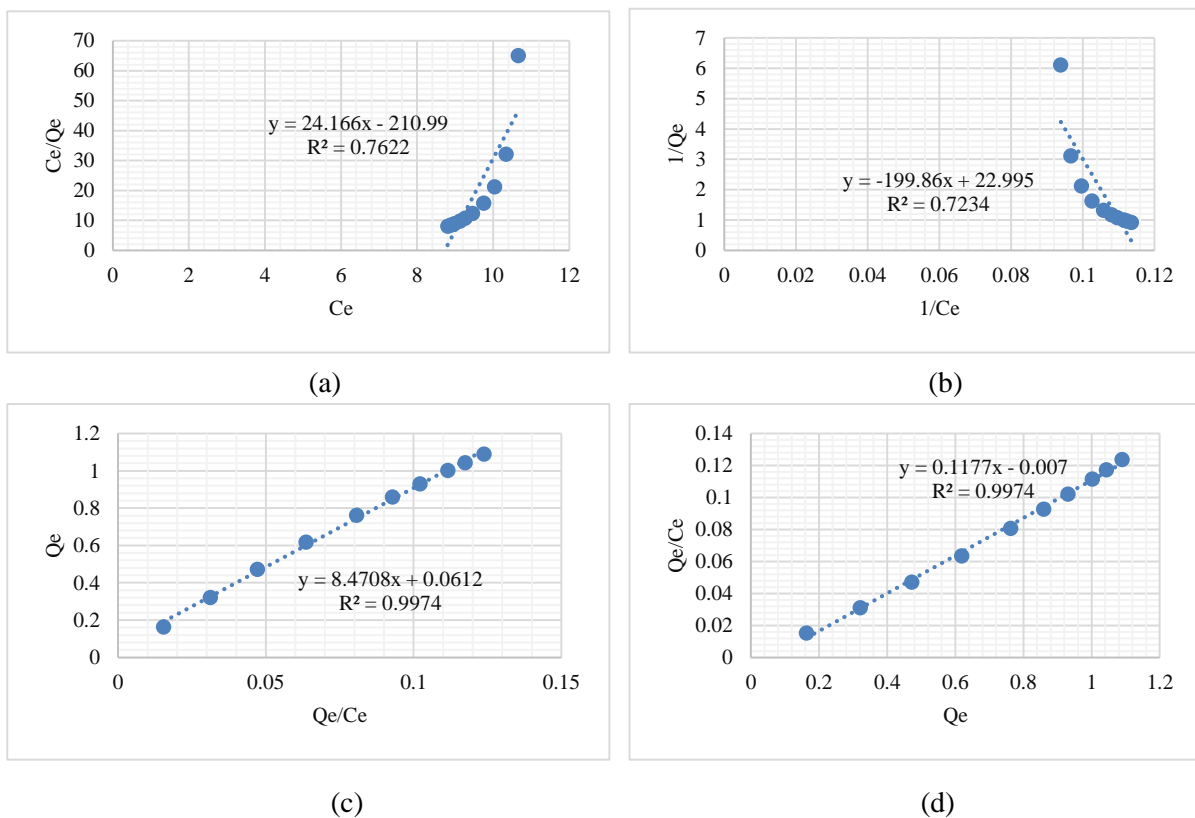 70
60
50
40
30
20
10
0
0 2 4 6 8 10 12
Ce/Qe
Ce
y = 24.166x - 210.99
R² = 0.7622
(a)
7
6
5
4
3
2
1
0
0 0.02 0.04 0.06 0.08 0.1 0.12
1/Qe
1/Ce
y = -199.86x + 22.995
R² = 0.7234
(b)
1.2
1
0.8
0.6
0.4
0.2
0
0 0.05 0.1 0.15
Qe
Qe/Ce
y = 8.4708x + 0.0612
R² = 0.9974
(c)
0.14
0.12
0.1
0.08
0.06
0.04
0.02
0
0 0.2 0.4 0.6 0.8 1 1.2
Qe/Ce
Qe
y = 0.1177x - 0.007
R² = 0.9974
(d)